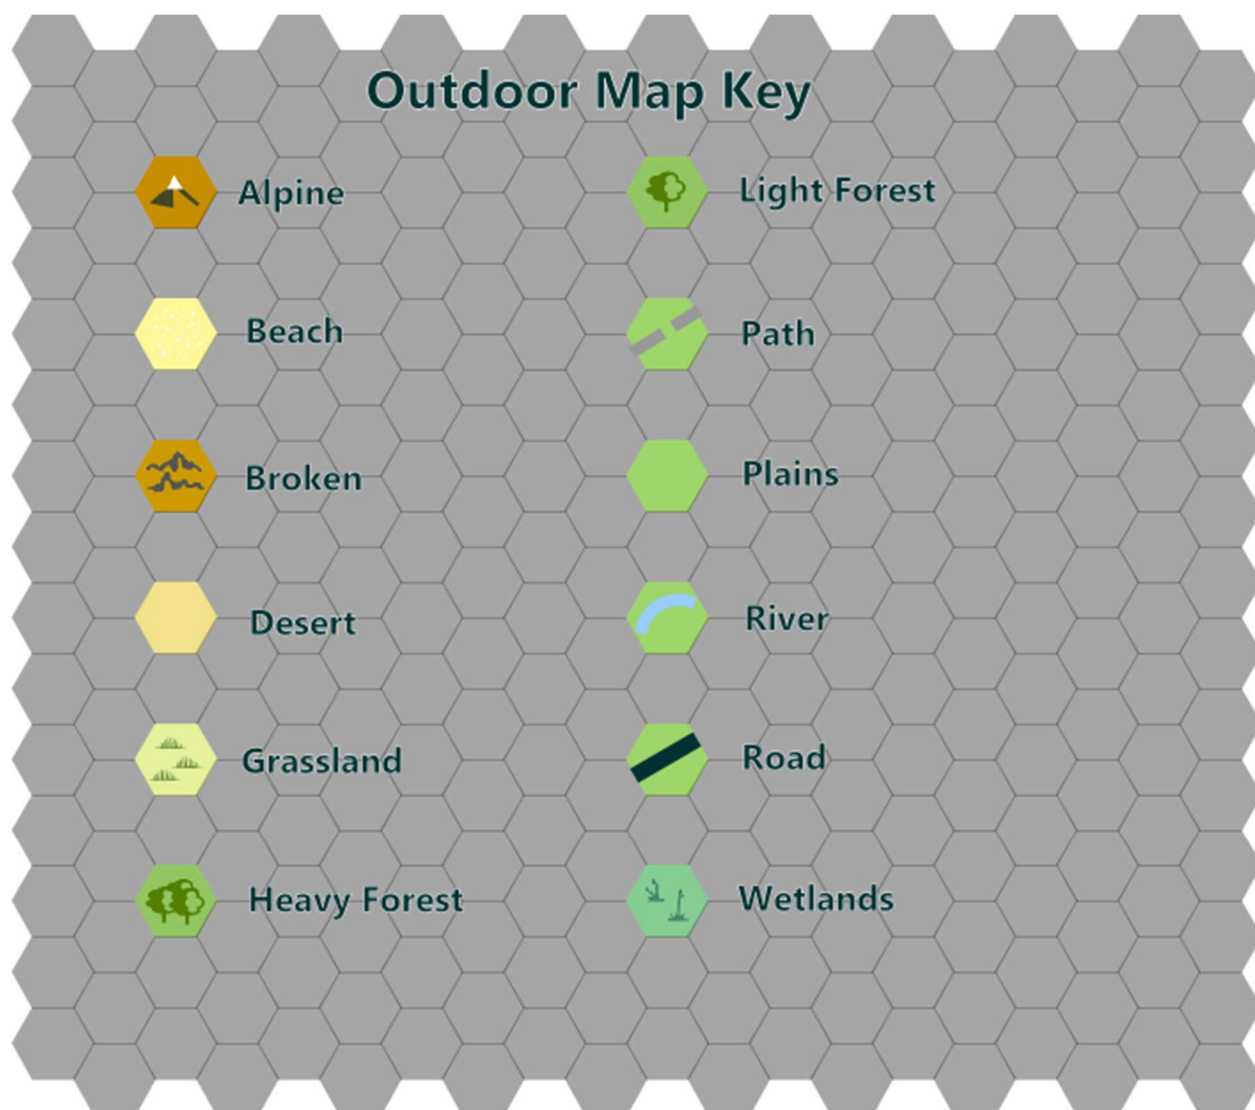 Outdoor Map Key
Alpine
Light Forest
Beach
Path
Broken
Plains
Desert
River
Grassland
Road
Heavy Forest
Wetlands